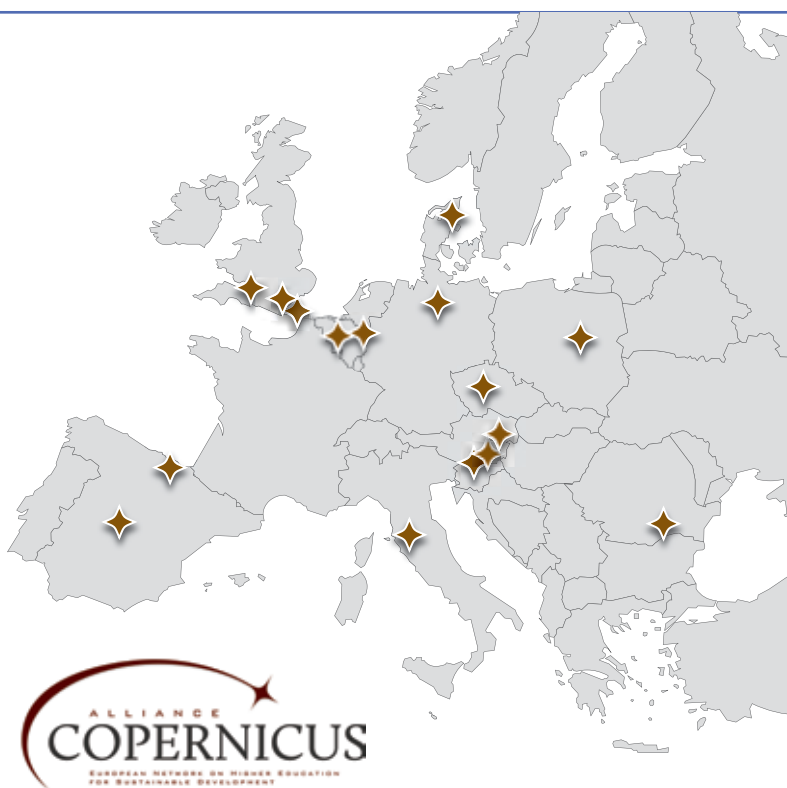 ALLIANCE
COPERNICUS
EUROPEAN NETWORK ON HIGHER EDUCATION
FOR SUSTAINABLE DEVELOPMENT